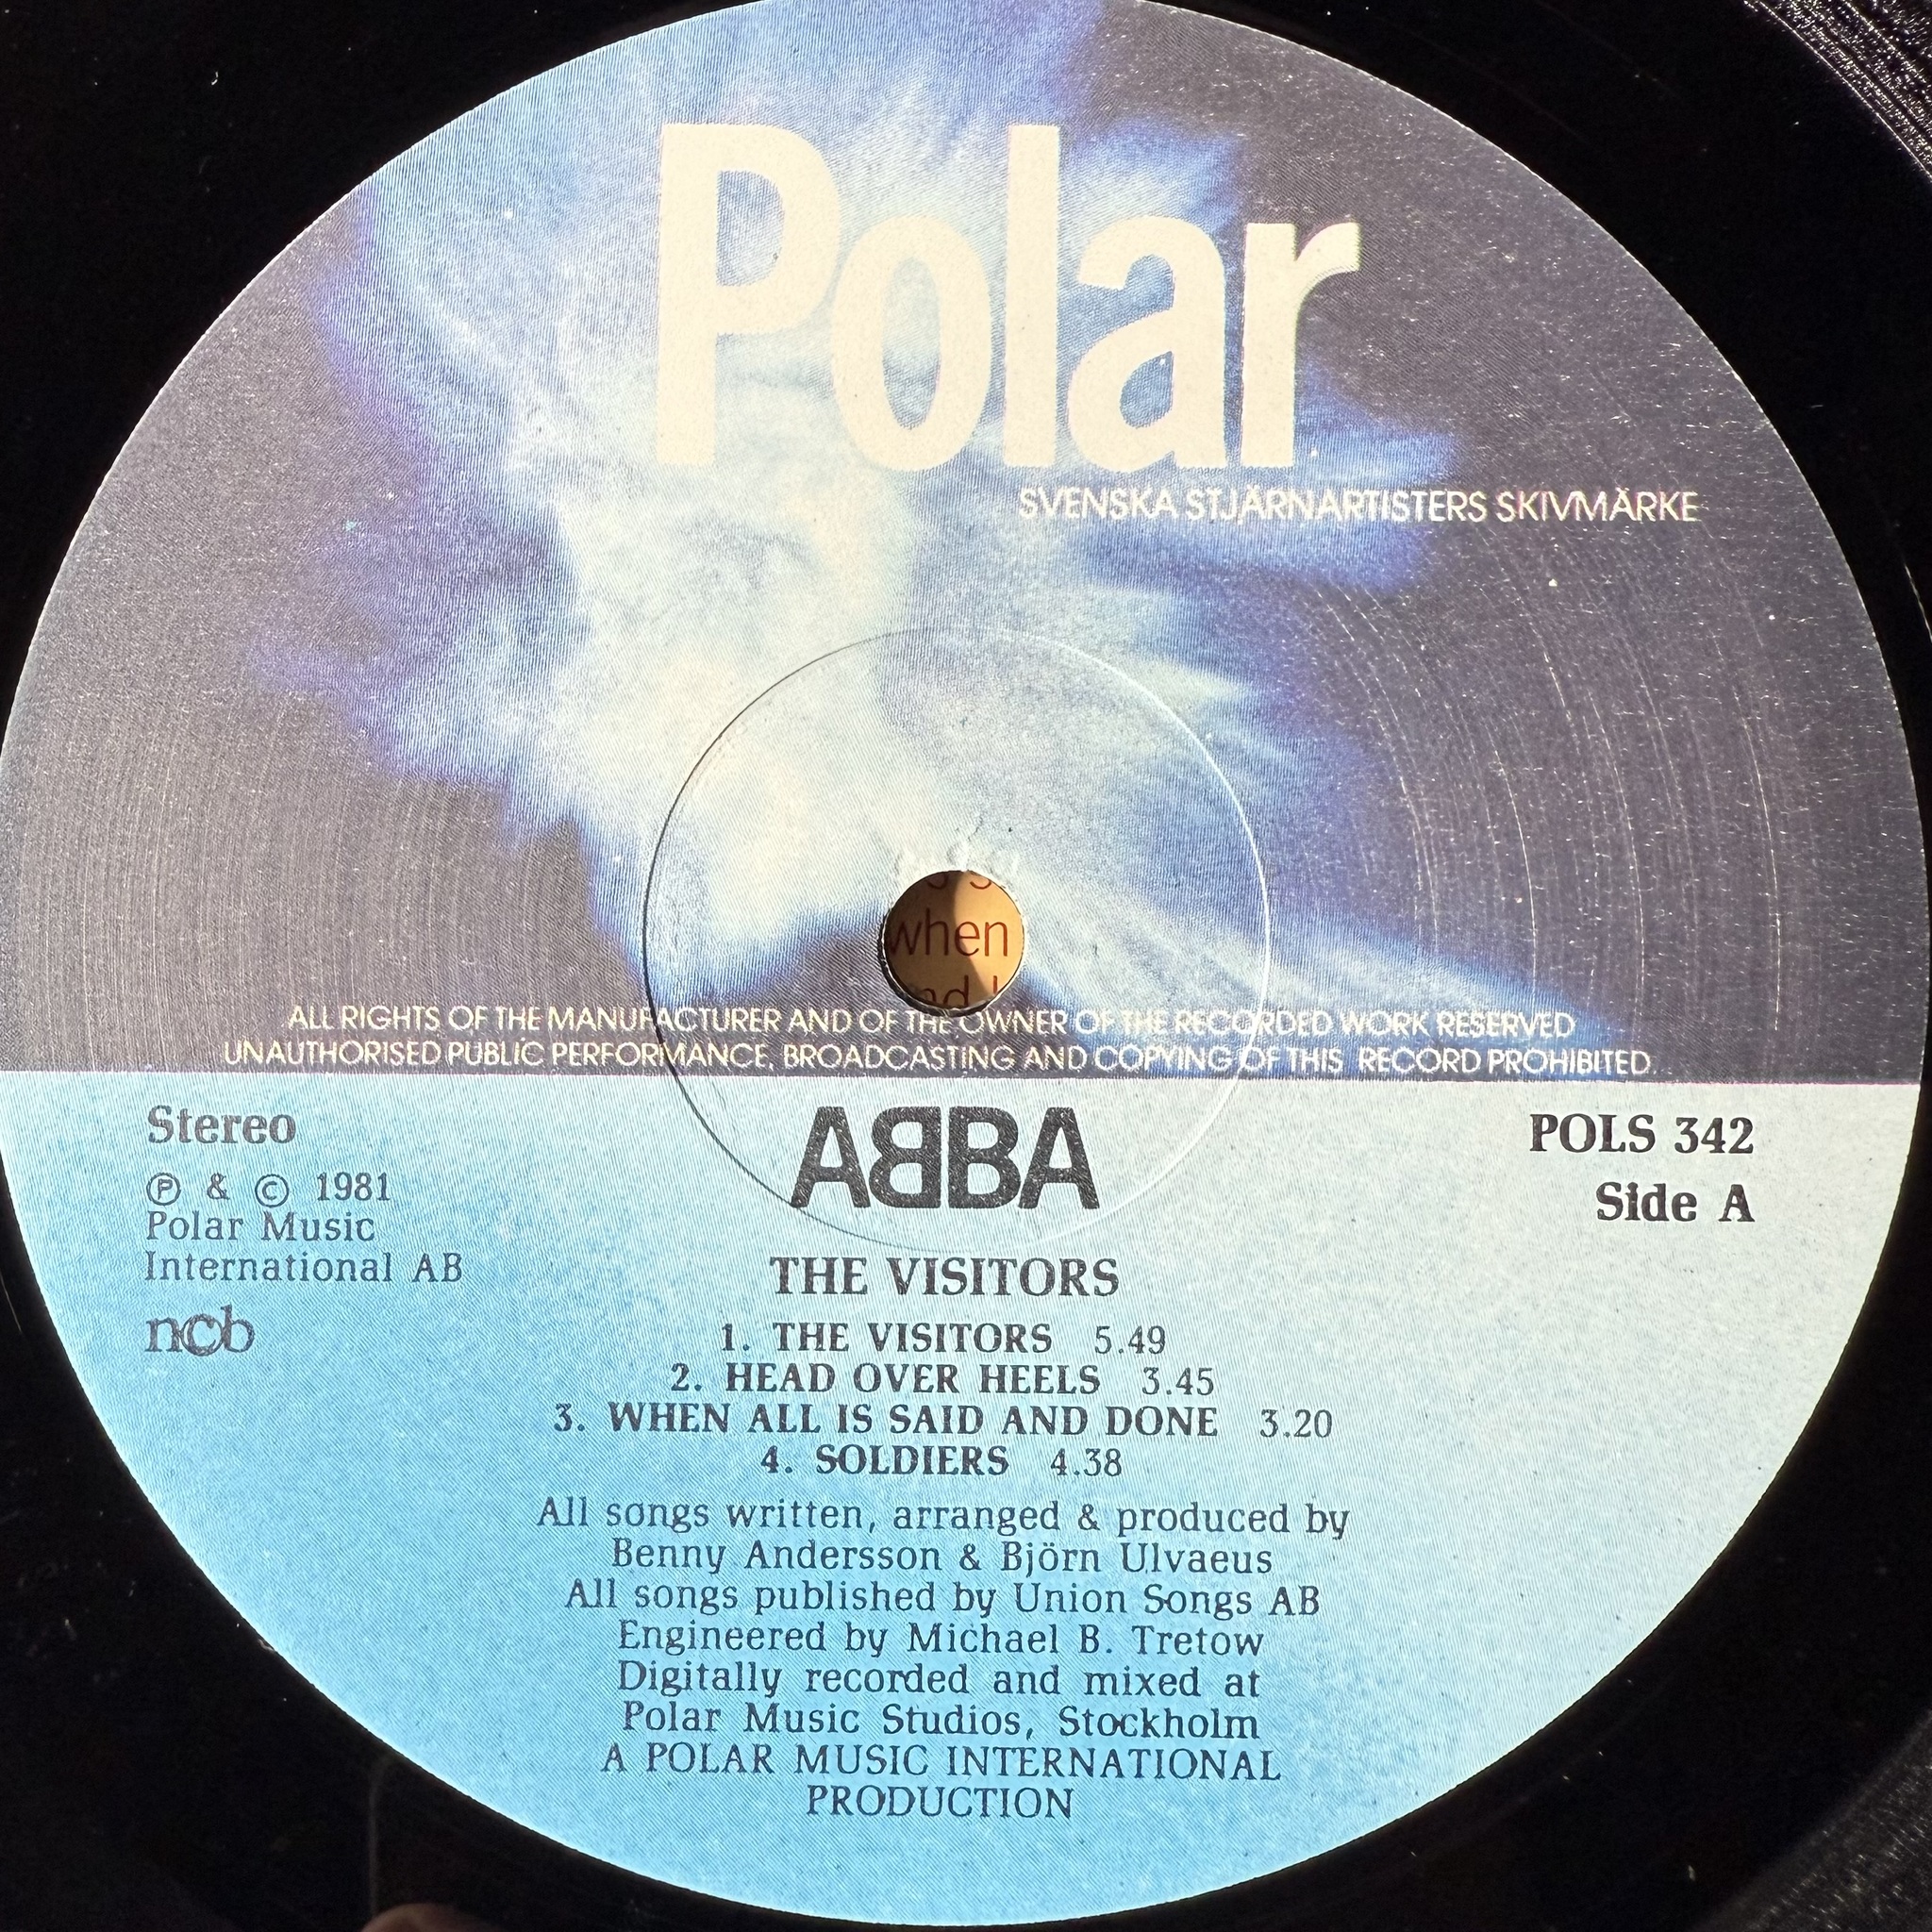 Polar
SVENSKA STJÄRNARTISTERS SKIVMÄRKE
when
ALL RIGHTS OF THE MANUFACTURER AND OF THE OWNER OF THE RECORDED WORK RESERVED
UNAUTHORISED PUBLIC PERFORMANCE, BROADCASTING AND COPYING OF THIS RECORD PROHIBITED.
Stereo
Ⓟ & © 1981
Polar Music
International AB
ncb
ABBA
POLS 342
Side A
THE VISITORS
1. THE VISITORS 5.49
2. HEAD OVER HEELS 3.45
3. WHEN ALL IS SAID AND DONE 3.20
4. SOLDIERS 4.38
All songs written, arranged & produced by
Benny Andersson & Björn Ulvaeus
All songs published by Union Songs AB
Engineered by Michael B. Tretow
Digitally recorded and mixed at
Polar Music Studios, Stockholm
A POLAR MUSIC INTERNATIONAL
PRODUCTION